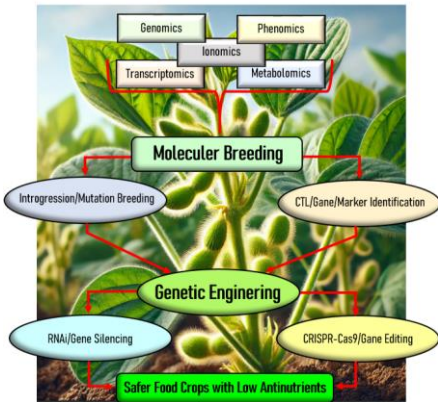 Genomics
Phenomics
Ionomics
Transcriptomics
Metabolomics
Moleculer Breeding
Introgression/Mutation Breeding
CTL/Gane/Marker Identification
Genetic Enginering
RNAi/Gene Silencing
CRISPR-Cas9/Gane Editing
Safer Food Crops with Low Antinutrients